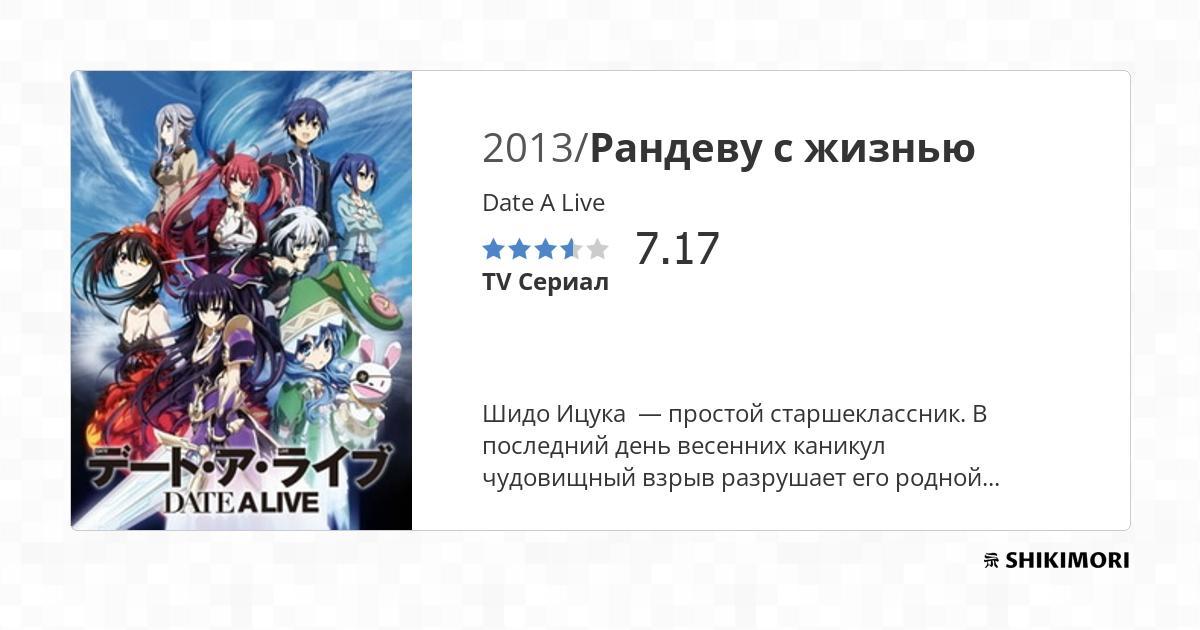 デート・ア・ライブ
DATE A LIVE
2013/Рандеву с жизнью
Date A Live
7.17
TV Сериал
Шидо Ицука — простой старшеклассник. В
последний день весенних каникул
чудовищный взрыв разрушает его родной...
SHIKIMORI